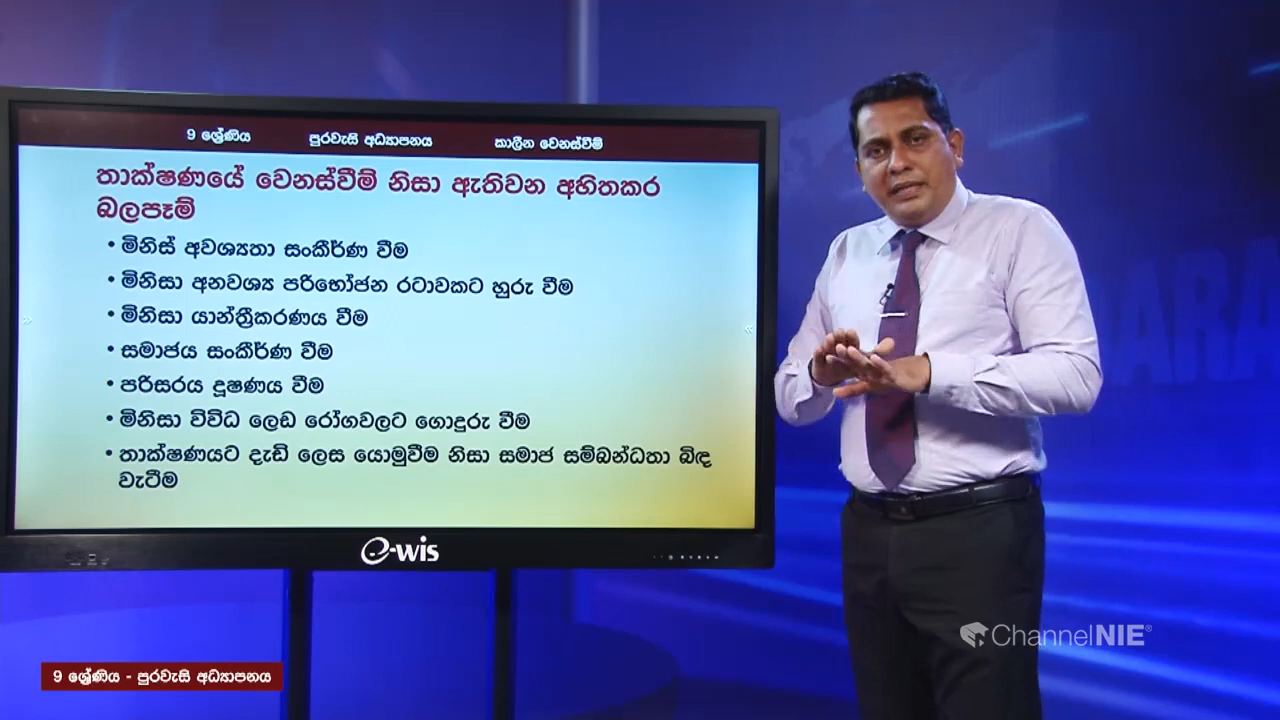 9 ශ්‍රේණිය පුරවැසි අධ්‍යාපනය කාලීන වෙනස්වීම්
තාක්ෂණයේ වෙනස්වීම් නිසා ඇතිවන අහිතකර
බලපෑම්
• මිනිස් අවශ්‍යතා සංකීර්ණ වීම
• මිනිසා අනවශ්‍ය පරිභෝජන රටාවකට හුරු වීම
• මිනිසා යාන්ත්‍රීකරණය වීම
• සමාජය සංකීර්ණ වීම
• පරිසරය දූෂණය වීම
• මිනිසා විවිධ ලෙඩ රෝගවලට ගොදුරු වීම
• තාක්ෂණයට දැඩි ලෙස යොමුවීම නිසා සමාජ සම්බන්ධතා බිඳ
වැටීම
e-wis
ChannelNIE®
9 ශ්‍රේණිය - පුරවැසි අධ්‍යාපනය